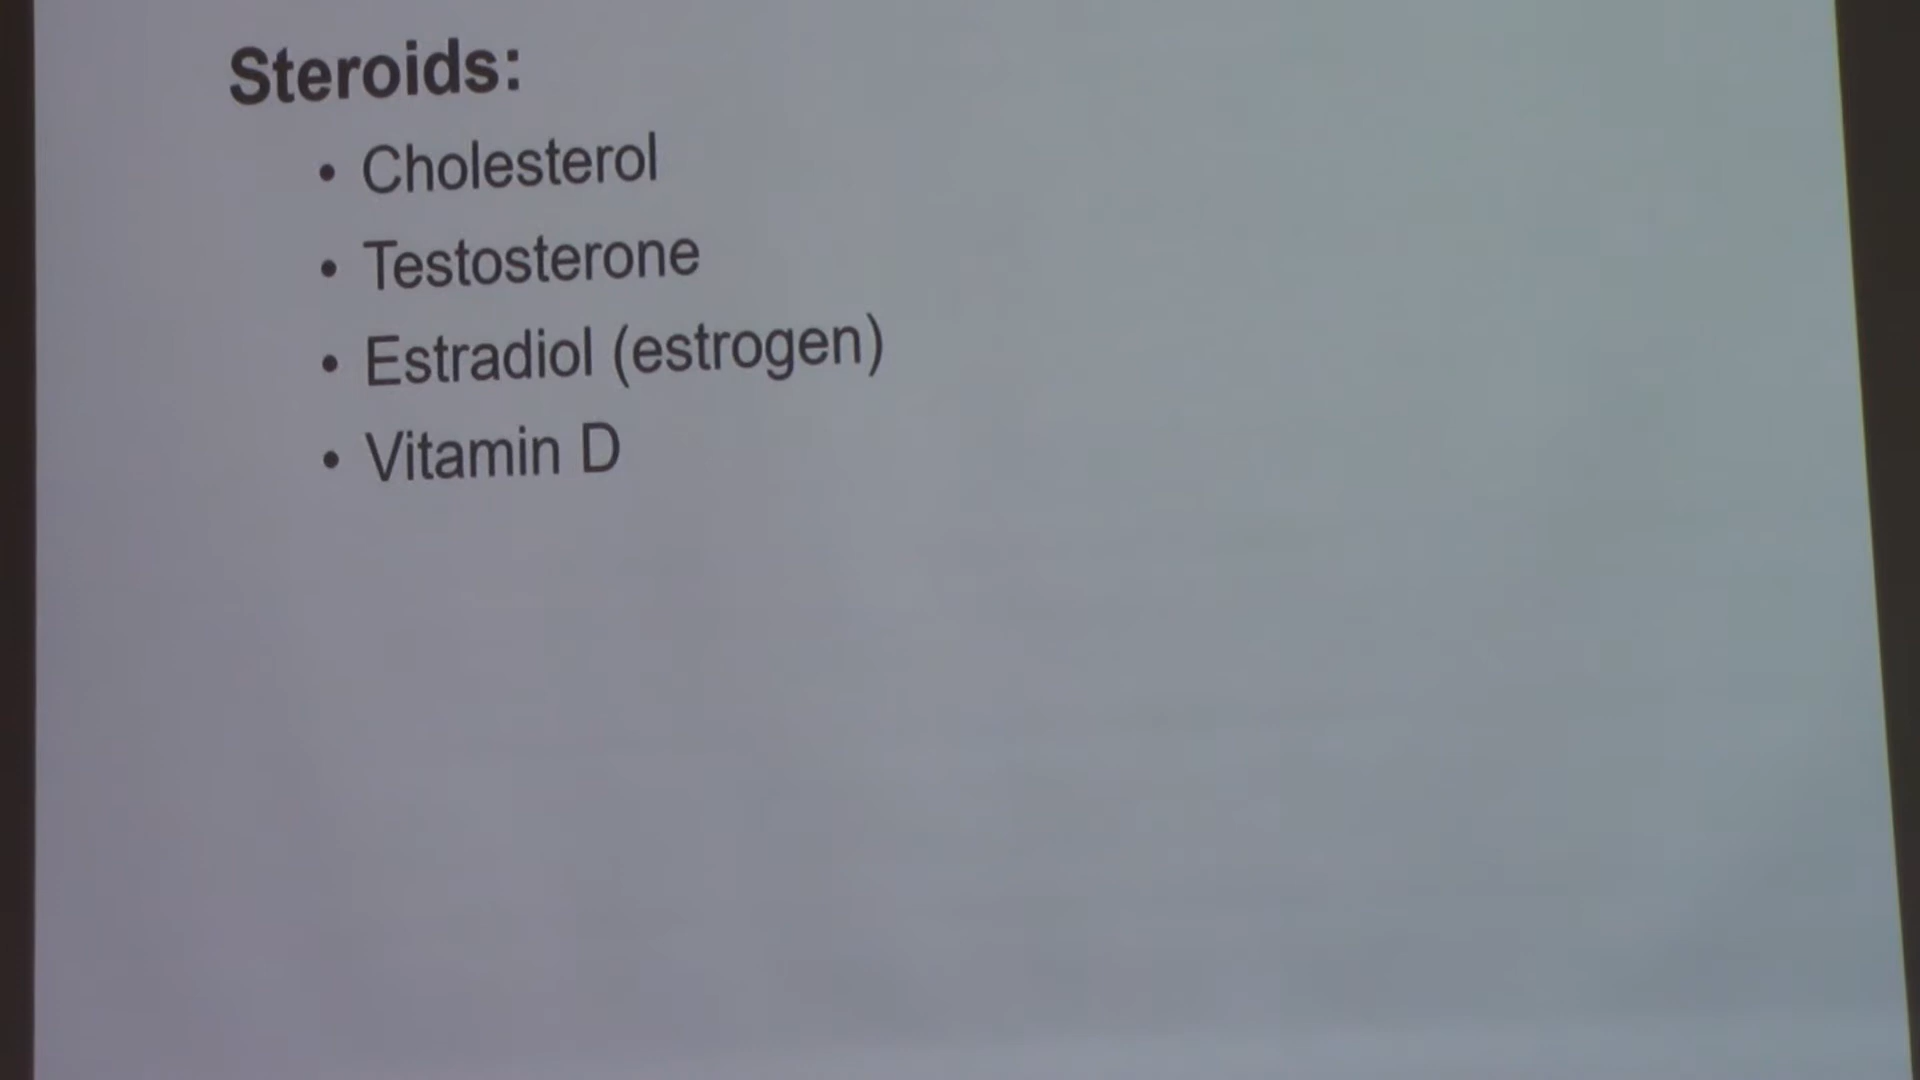 Steroids:
• Cholesterol
• Testosterone
• Estradiol (estrogen)
• Vitamin D